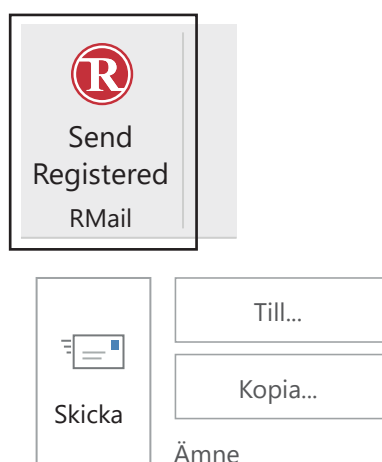 R
Send
Registered
RMail
Till...
Kopia...
Skicka
Ämne